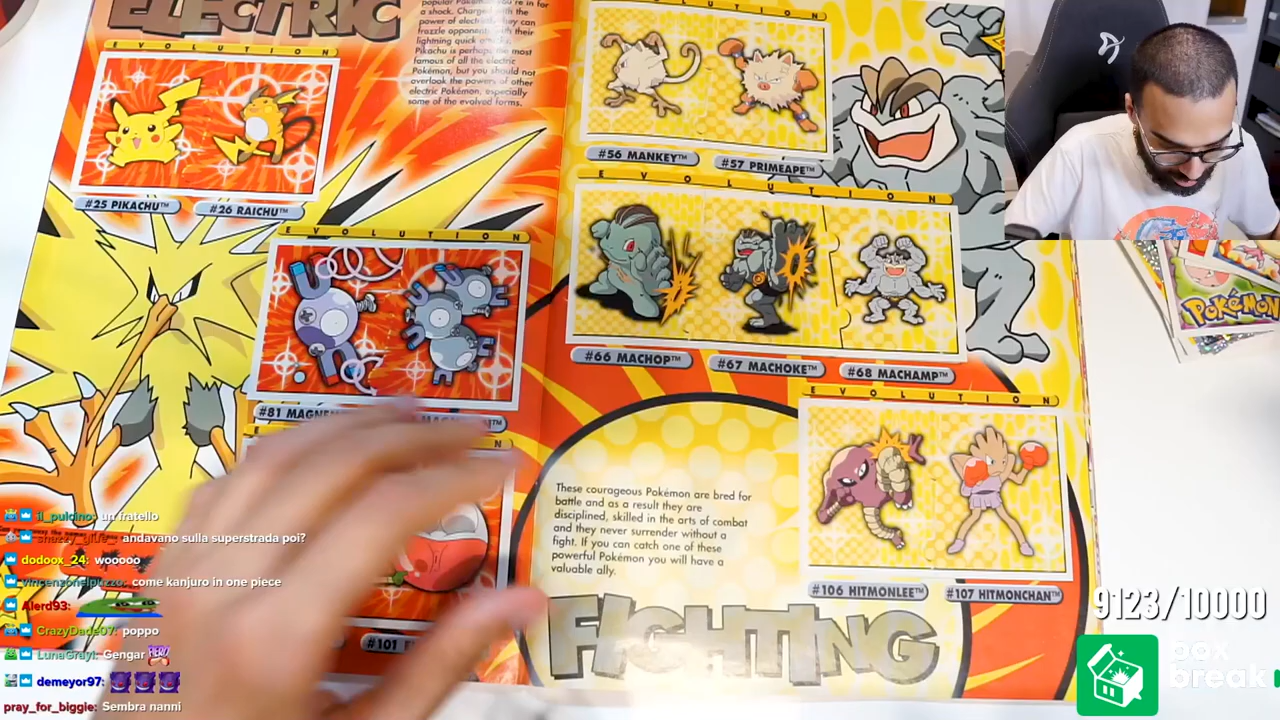 ELECTRIC
popular Pokémon you're in for
a shock. Charged with the
power of electricity, they can
frazzle opponents with their
lightning quick
Pikachu is perhaps the most
famous of all the electric
Pokémon, but you should not
overlook the powers of other
electric Pokémon, especially
some of the evolved forms.
EVOLUTION
#25 PIKACHU™
#26 RAICHU™
EVOLUTION
#81
#101
EVOLUTION
#56 MANKEY™
#57 PRIMEAPE™
EVOLUTION
#66 MACHOP™
#67 MACHOKE™
#68 MACHAMP™
EVOLUTION
#106 HITMONLEE™
#107 HITMONCHAN™
These courageous Pokémon are bred for
battle and as a result they are
disciplined, skilled in the arts of combat
and they never surrender without a
fight. If you can catch one of these
powerful Pokémon you will have a
valuable ally.
FIGHTING
POKéMON
il_pulcino: un fratello
andavano sulla superstrada poi?
dodoox_24: wooooo
come kanjuro in one piece
Alerd93:
CrazyDade07: poppo
LunaGrayl: Gengar
demeyor97:
pray_for_biggie: Sembra nanni
9123/10000
box
break